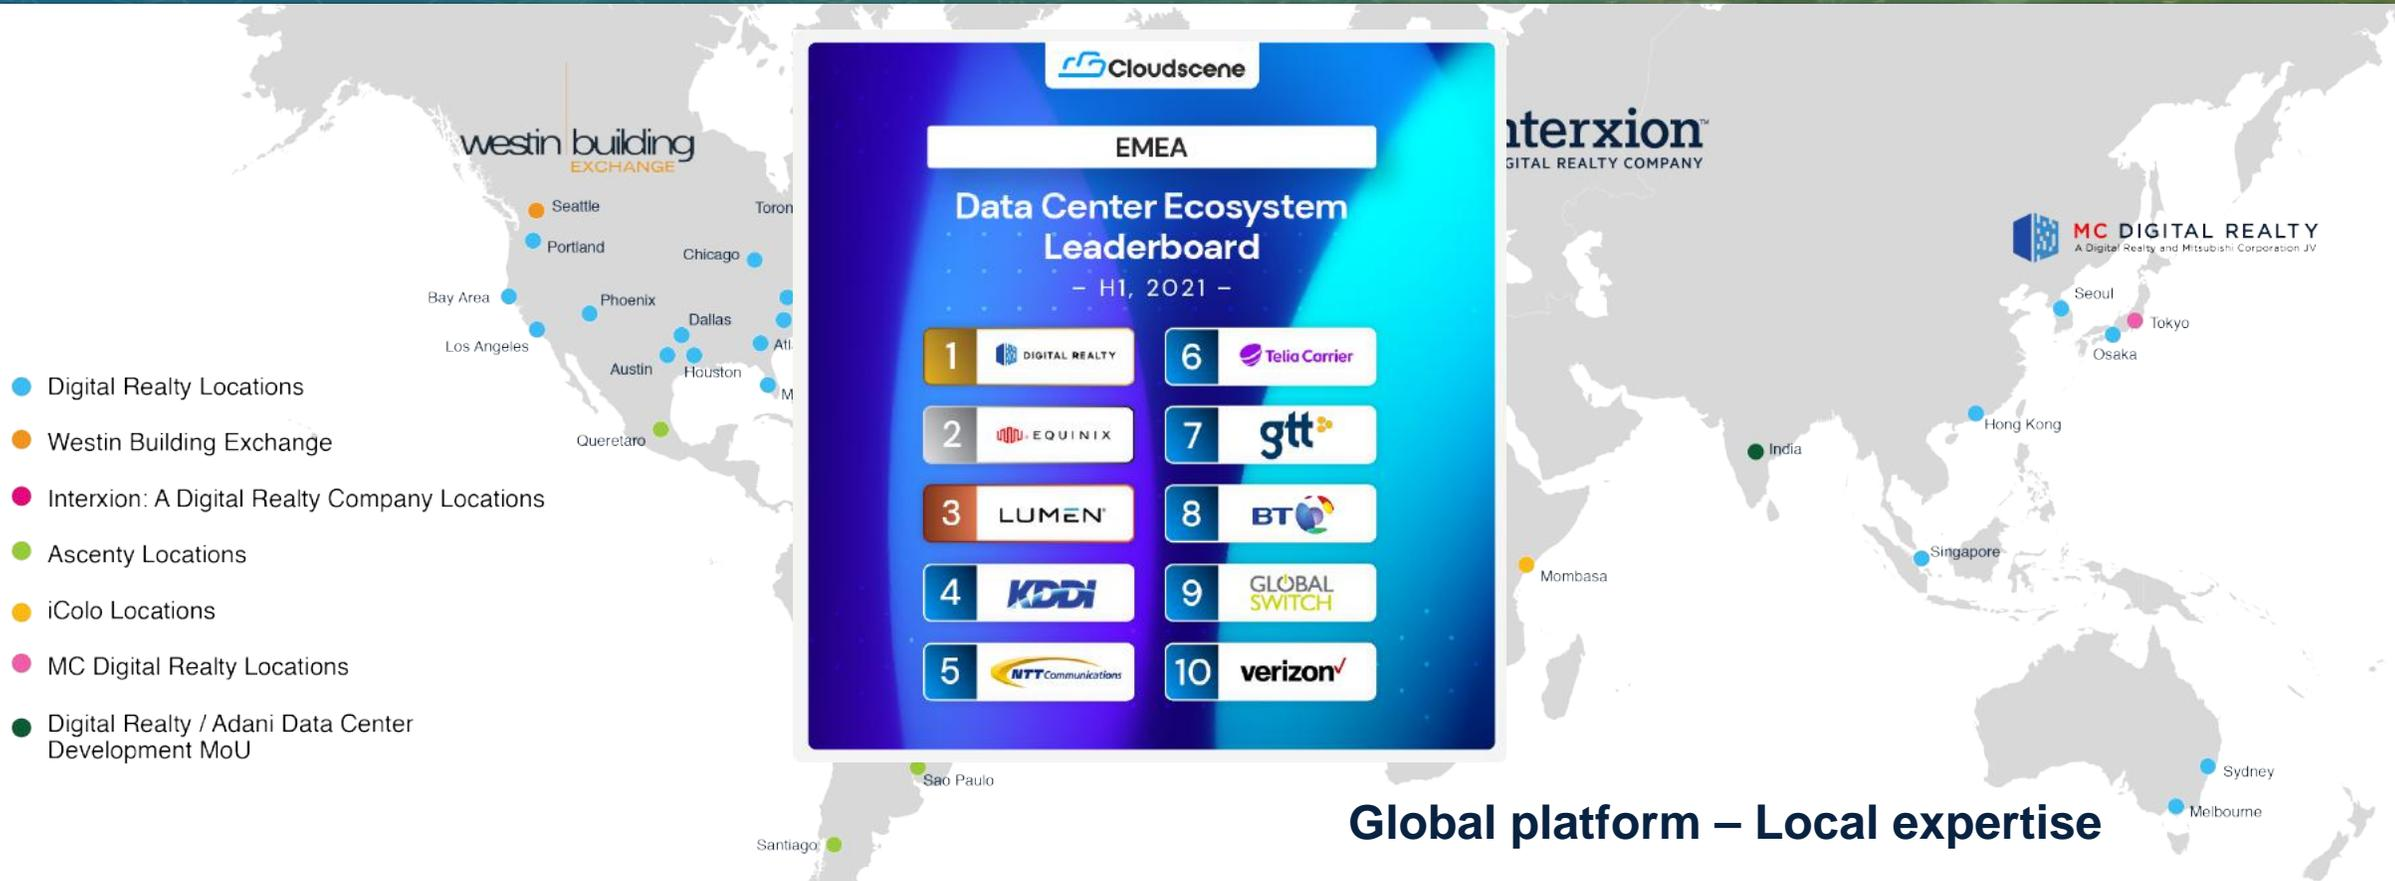 Cloudscene
EMEA
Data Center Ecosystem
Leaderboard
– H1, 2021 –
1 DIGITAL REALTY
2 EQUINIX
3 LUMEN
4 KDDI
5 NTT Communications
6 Telia Carrier
7 gtt
8 BT
9 GLOBAL
SWITCH
10 verizon
westin building
EXCHANGE
nterxion™
GITAL REALTY COMPANY
MC DIGITAL REALTY
A Digital Realty and Mitsubishi Corporation JV
Seattle
Portland
Toron
Chicago
Bay Area
Phoenix
Dallas
Los Angeles
Atl
Austin
Houston
M
Queretaro
Seoul
Tokyo
Osaka
Hong Kong
India
Singapore
Mombasa
Sao Paulo
Santiago
Sydney
Melbourne
Digital Realty Locations
Westin Building Exchange
Interxion: A Digital Realty Company Locations
Ascenty Locations
iColo Locations
MC Digital Realty Locations
Digital Realty / Adani Data Center
Development MoU
Global platform – Local expertise